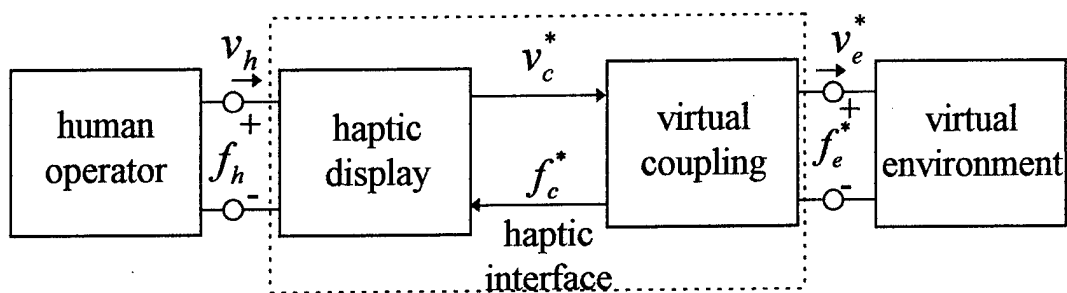 human
operator
v_h
+
f_h
-
haptic
display
v_c^*
f_c^*
haptic
interface
virtual
coupling
v_e^*
+
f_e^*
-
virtual
environment